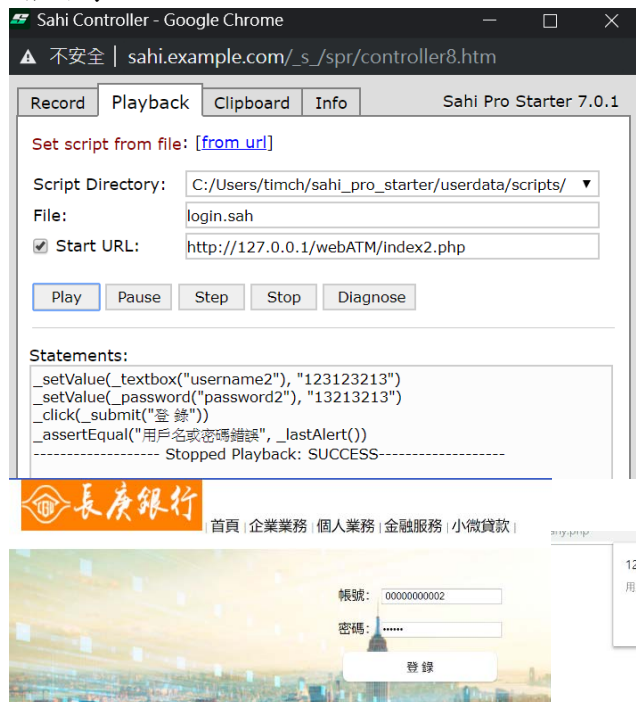 Sahi Controller - Google Chrome
不安全 | sahi.example.com/_s_/spr/controller8.htm
Record Playback Clipboard Info Sahi Pro Starter 7.0.1
Set script from file: [from url]
Script Directory: C:/Users/timch/sahi_pro_starter/userdata/scripts/
File: login.sah
Start URL: http://127.0.0.1/webATM/index2.php
Play Pause Step Stop Diagnose
Statements:
_setValue(_textbox("username2"), "123123213")
_setValue(_password("password2"), "13213213")
_click(_submit("登 錄"))
_assertEqual("用戶名或密碼錯誤", _lastAlert())
------------------ Stopped Playback: SUCCESS-------------------
長庚銀行
首頁 | 企業業務 | 個人業務 | 金融服務 | 小微貸款 |
.php
12
用
帳號: 00000000002
密碼: ••••••
登 錄